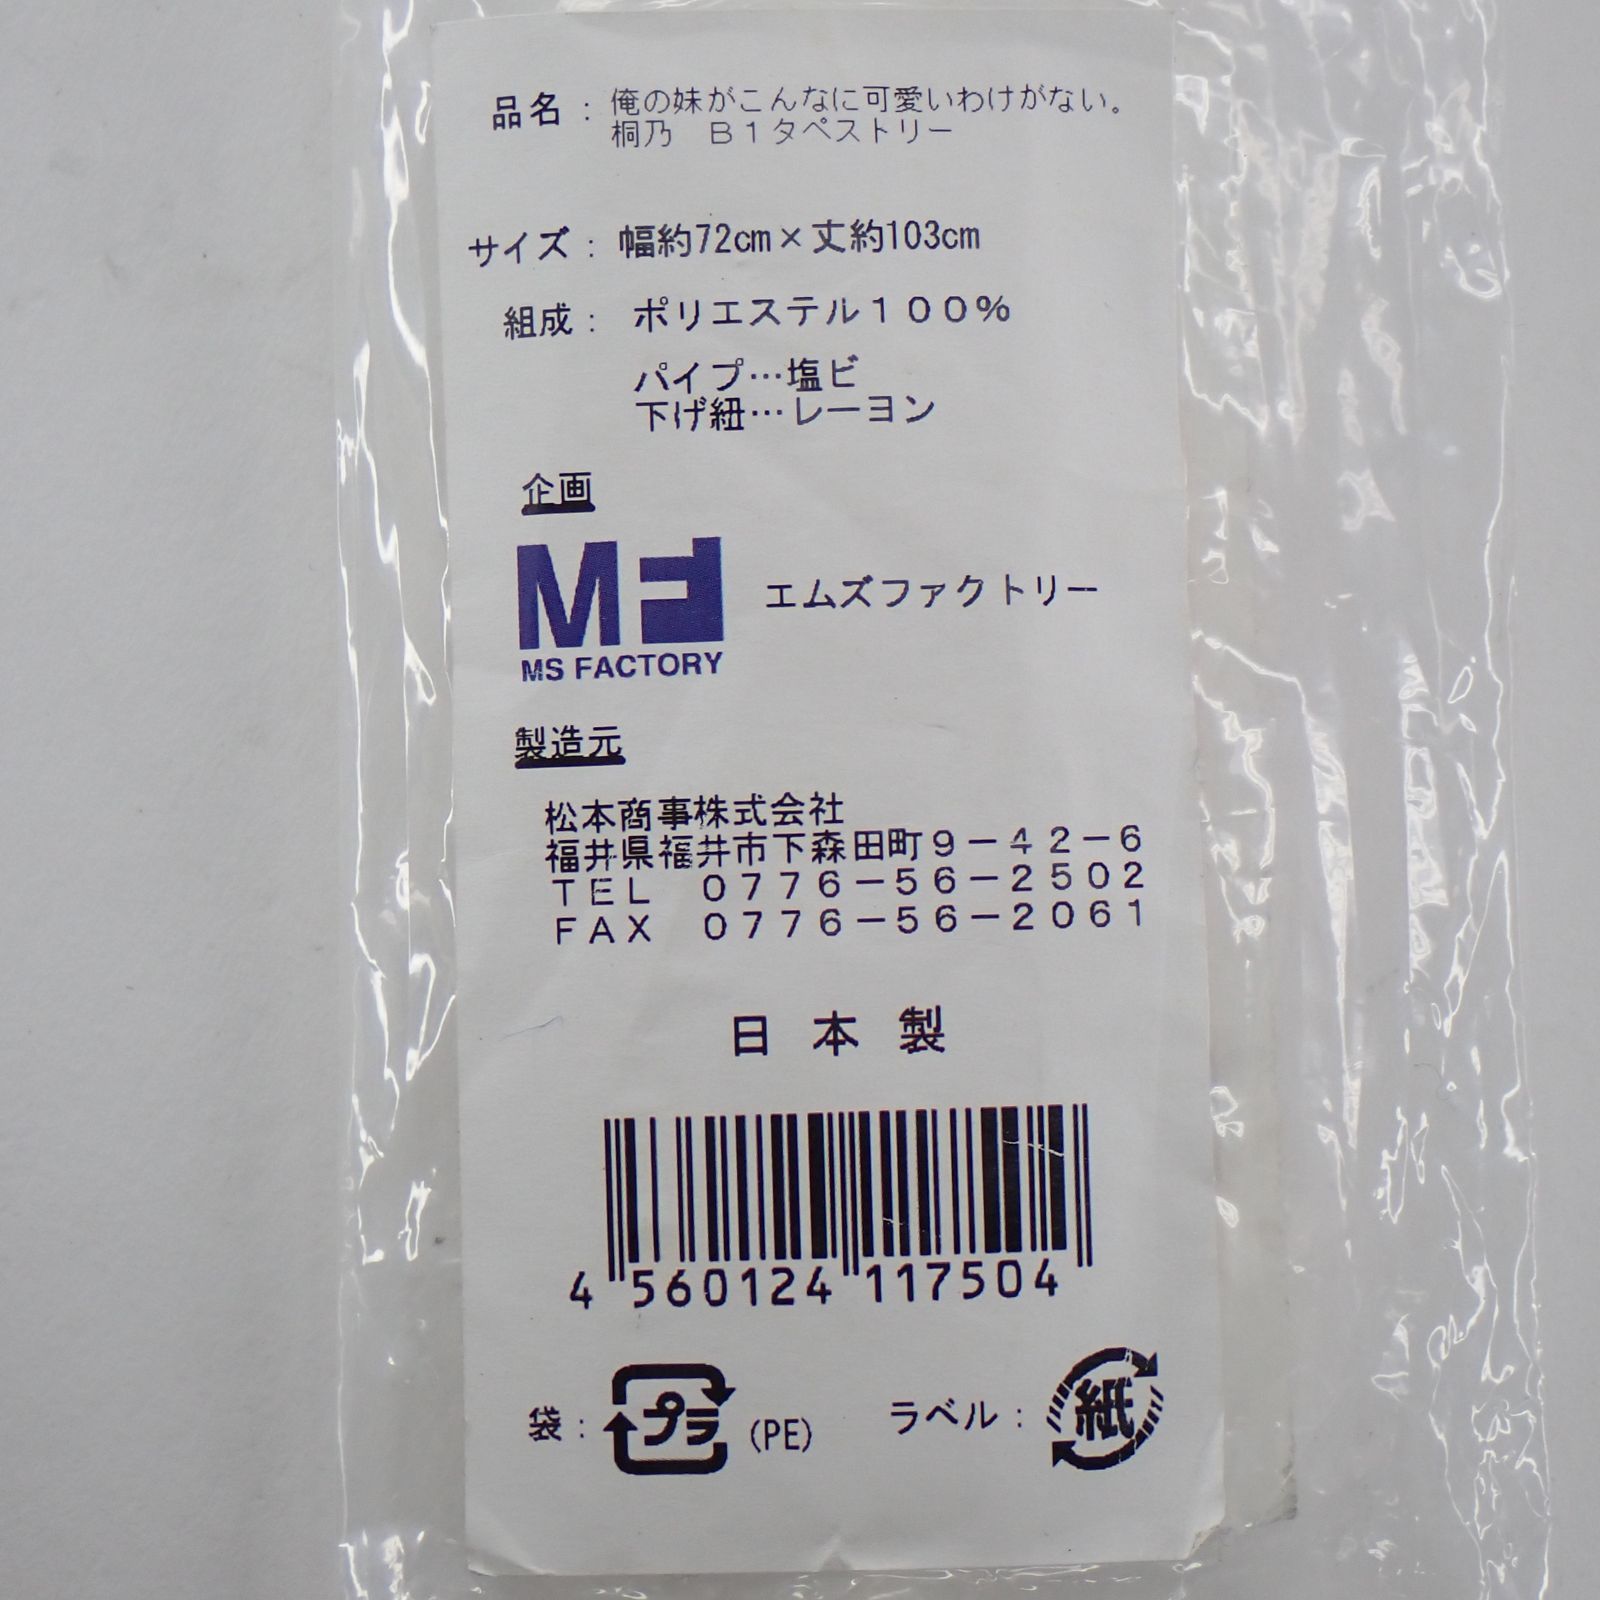 品名：俺の妹がこんなに可愛いわけがない。
桐乃　Ｂ１タペストリー
サイズ：幅約72cm×丈約103cm
組成：ポリエステル１００％
パイプ…塩ビ
下げ紐…レーヨン
企画
MF
MS FACTORY
エムズファクトリー
製造元
松本商事株式会社
福井県福井市下森田町９－４２－６
ＴＥＬ　０７７６－５６－２５０２
ＦＡＸ　０７７６－５６－２０６１
日本製
4 560124 117504
袋：プラ(PE)
ラベル：紙